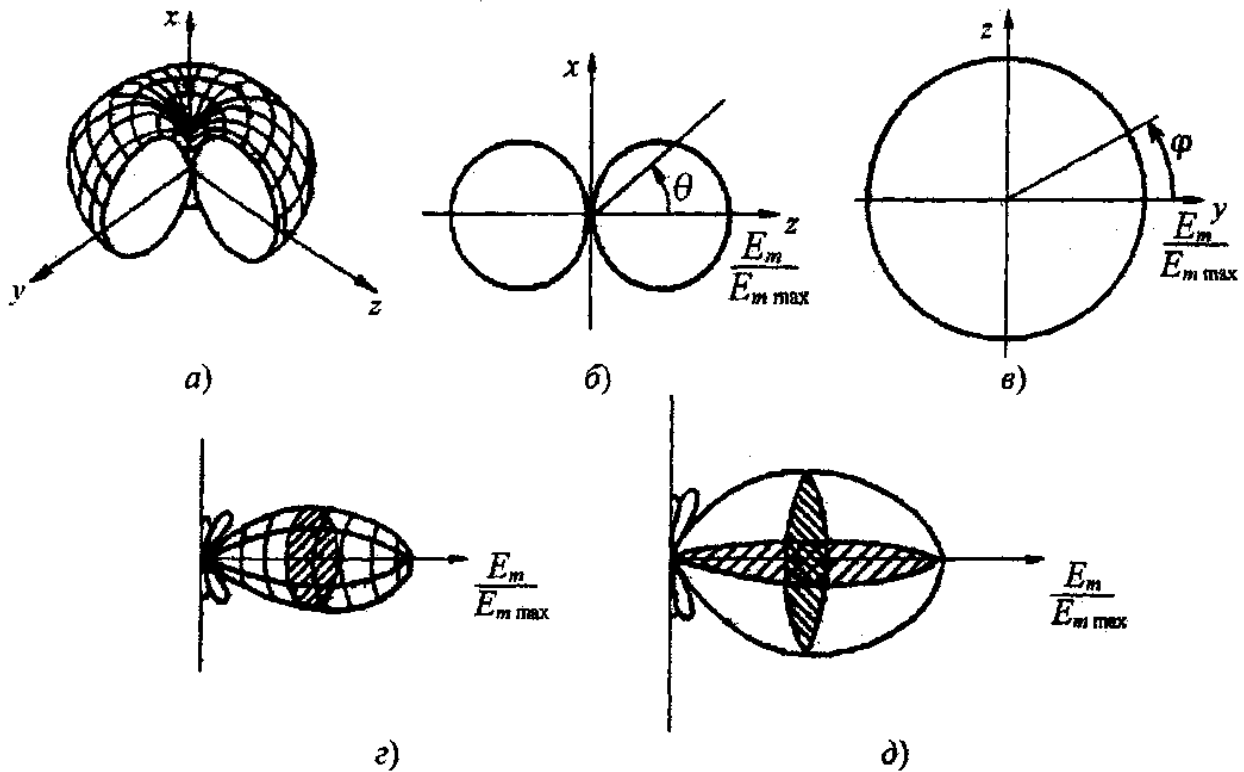 x
y
z
а)
x
θ
z
E_m
E_m max
б)
z
φ
y
E_m
E_m max
в)
E_m
E_m max
г)
E_m
E_m max
д)